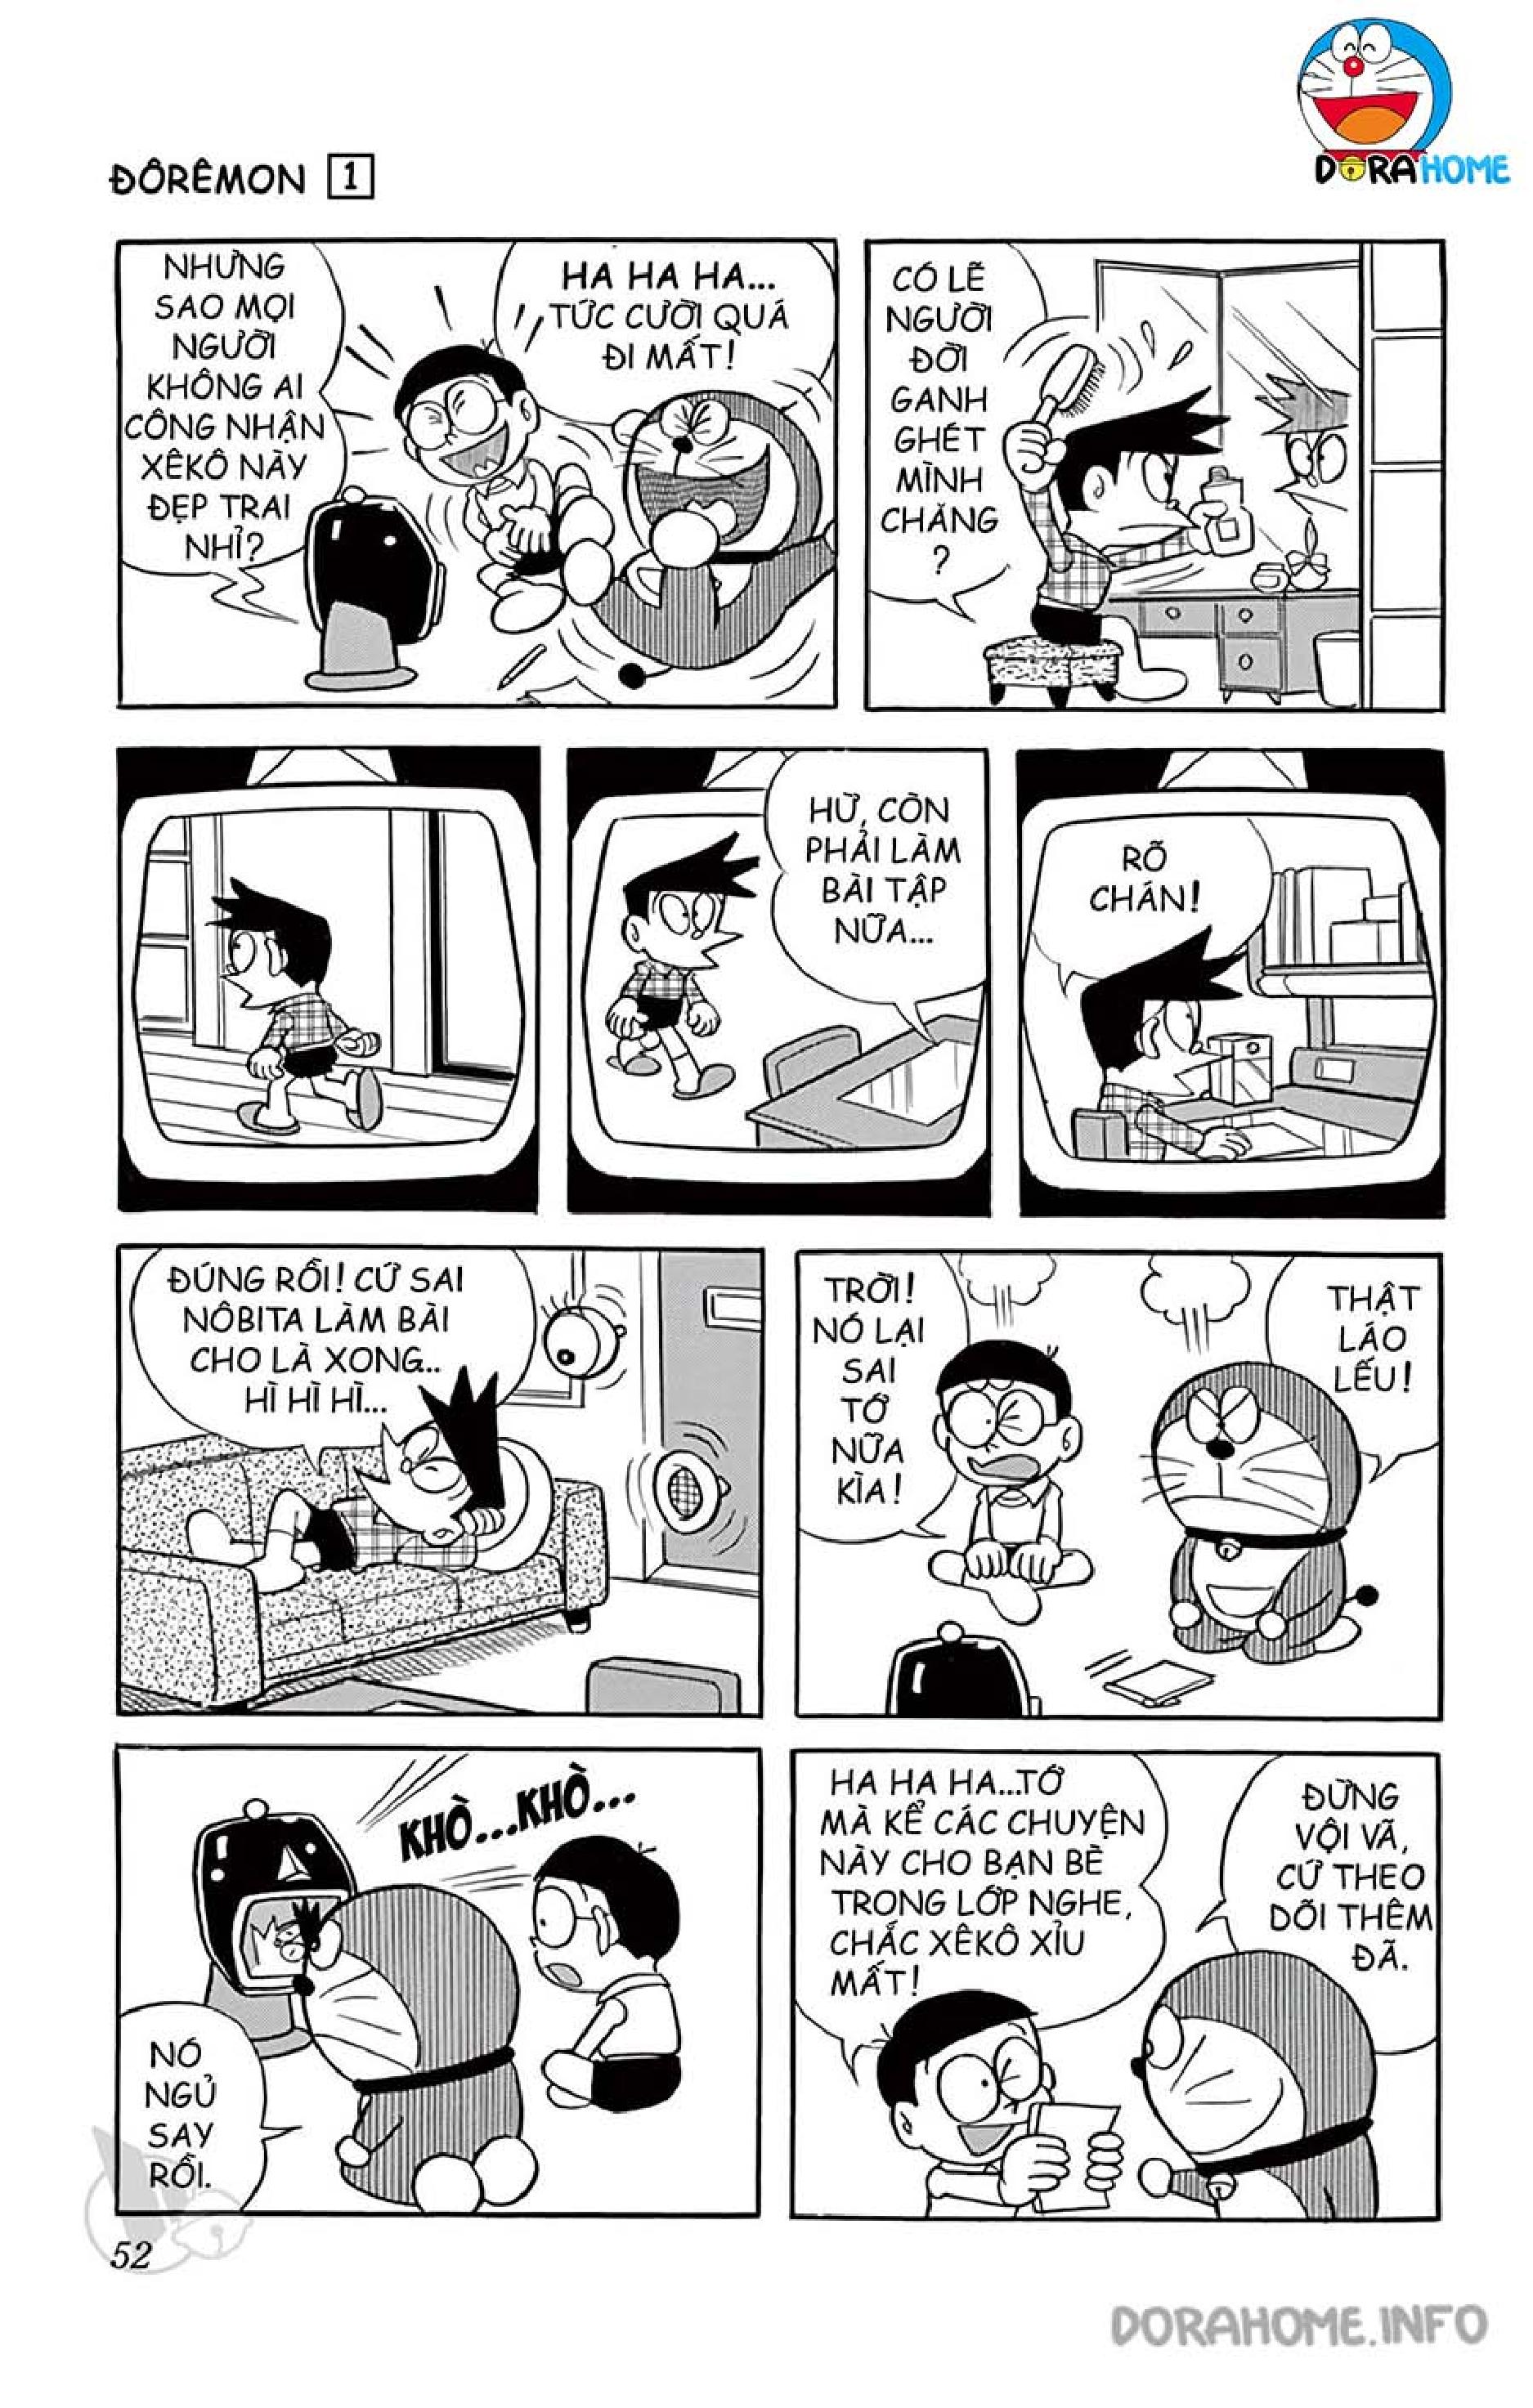 DORAHOME
ĐÔRÊMON 1
NHƯNG
SAO MỌI
NGƯỜI
KHÔNG AI
CÔNG NHẬN
XÊKÔ NÀY
ĐẸP TRAI
NHỈ?
HA HA HA...
TỨC CƯỜI QUÁ
ĐI MẤT!
CÓ LẼ
NGƯỜI
ĐỜI
GANH
GHÉT
MÌNH
CHĂNG
?
HỪ, CÒN
PHẢI LÀM
BÀI TẬP
NỮA...
RÕ
CHÁN!
ĐÚNG RỒI! CỨ SAI
NÔBITA LÀM BÀI
CHO LÀ XONG..
HÌ HÌ HÌ...
TRỜI!
NÓ LẠI
SAI
TỚ
NỮA
KÌA!
THẬT
LÁO
LẾU!
KHÒ...KHÒ...
NÓ
NGỦ
SAY
RỒI.
HA HA HA...TỚ
MÀ KỂ CÁC CHUYỆN
NÀY CHO BẠN BÈ
TRONG LỚP NGHE,
CHẮC XÊKÔ XỈU
MẤT!
ĐỪNG
VỘI VÃ,
CỨ THEO
DÕI THÊM
ĐÃ.
52
DORAHOME.INFO